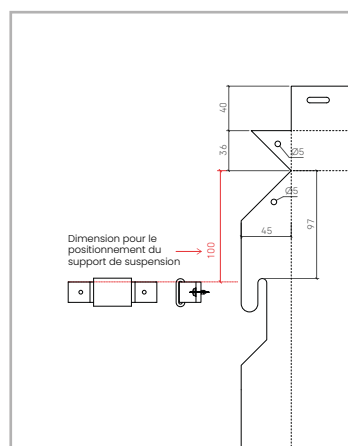 40
36
Ø5
Ø5
45
97
100
Dimension pour le
positionnement du
support de suspension